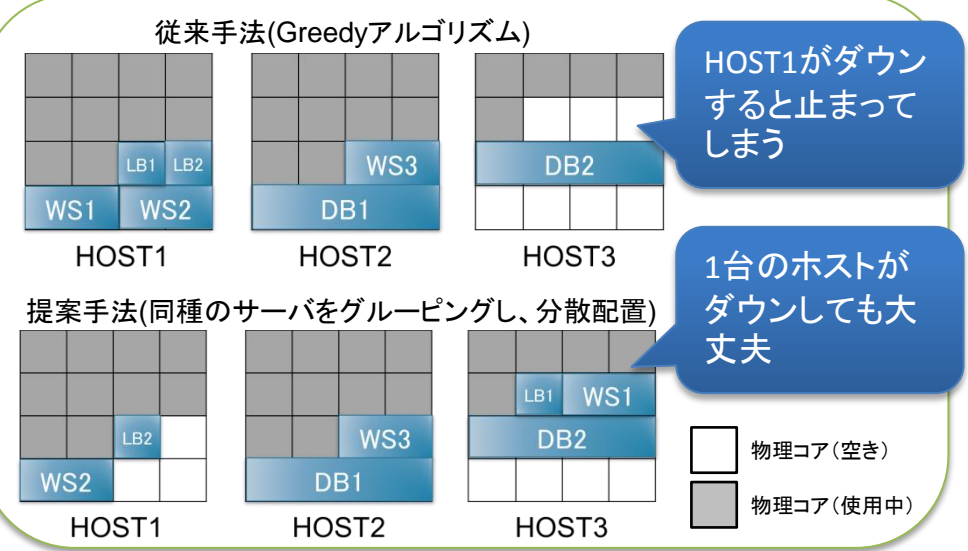 従来手法(Greedyアルゴリズム)
LB1 LB2
WS1 WS2
HOST1
WS3
DB1
HOST2
DB2
HOST3
HOST1がダウン
すると止まって
しまう
提案手法(同種のサーバをグルーピングし、分散配置)
LB2
WS2
HOST1
WS3
DB1
HOST2
LB1 WS1
DB2
HOST3
1台のホストが
ダウンしても大
丈夫
物理コア(空き)
物理コア(使用中)